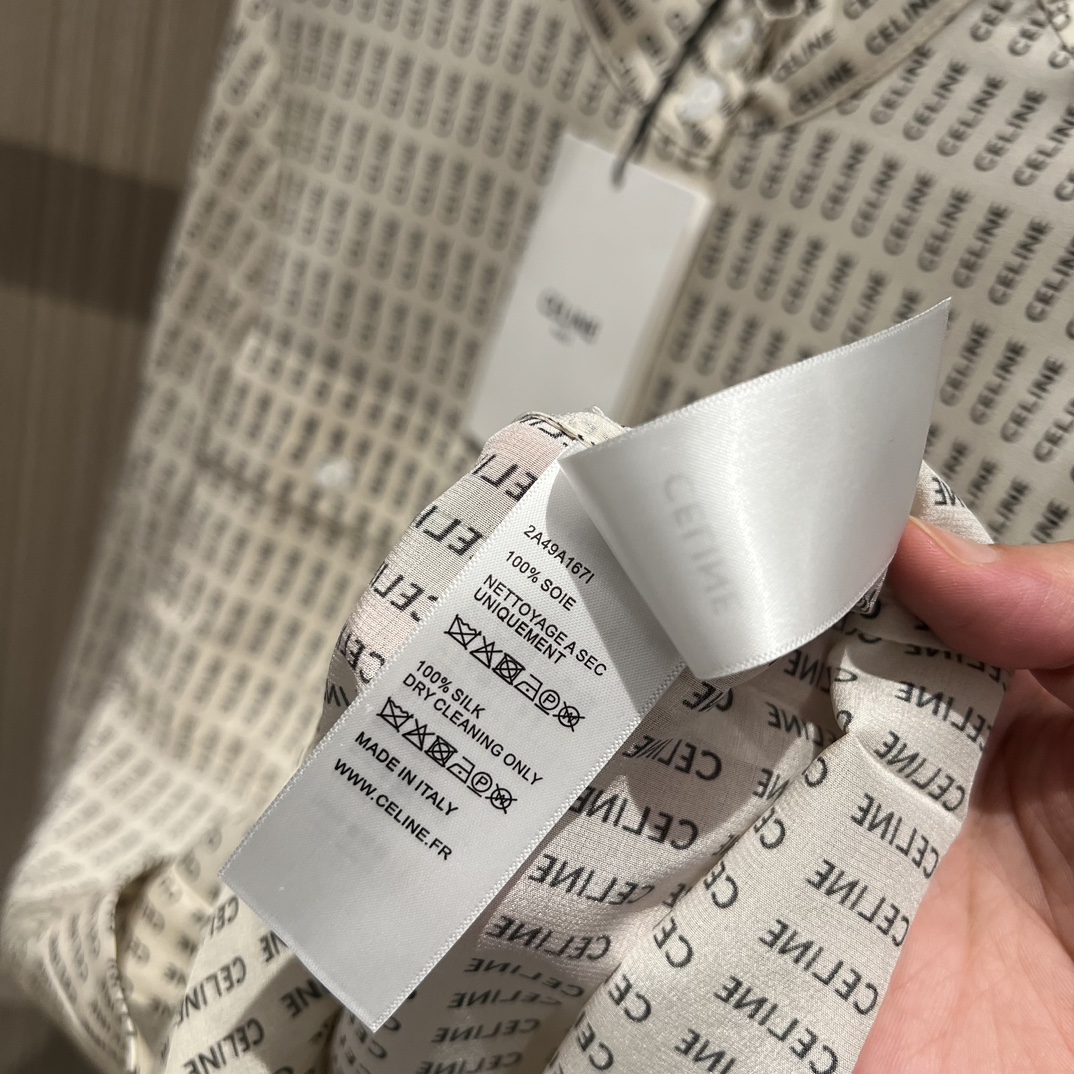 CELINE
CELINE
2A49A167I
100% SOIE
NETTOYAGE A SEC
UNIQUEMENT
100% SILK
DRY CLEANING ONLY
MADE IN ITALY
WWW.CELINE.FR